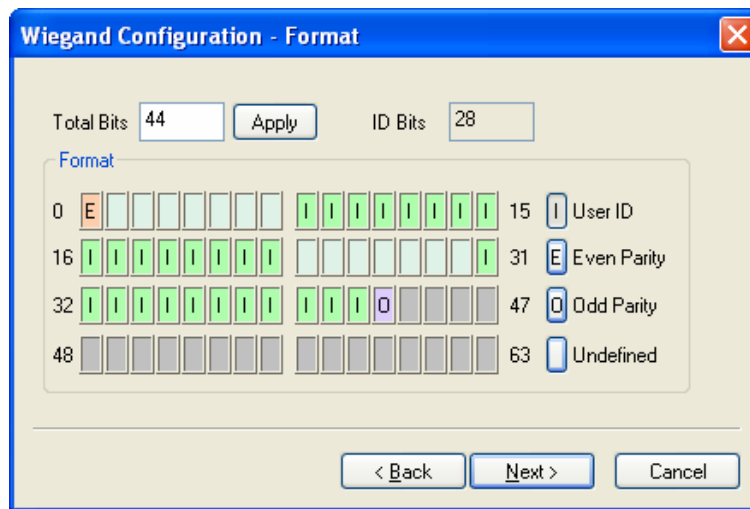 Wiegand Configuration - Format
Total Bits 44 Apply ID Bits 28
Format
0 E I I I I I I I I 15 I User ID
16 I I I I I I I I I 31 E Even Parity
32 I I I I I I I I I I I O 47 O Odd Parity
48 63 Undefined
< Back Next > Cancel